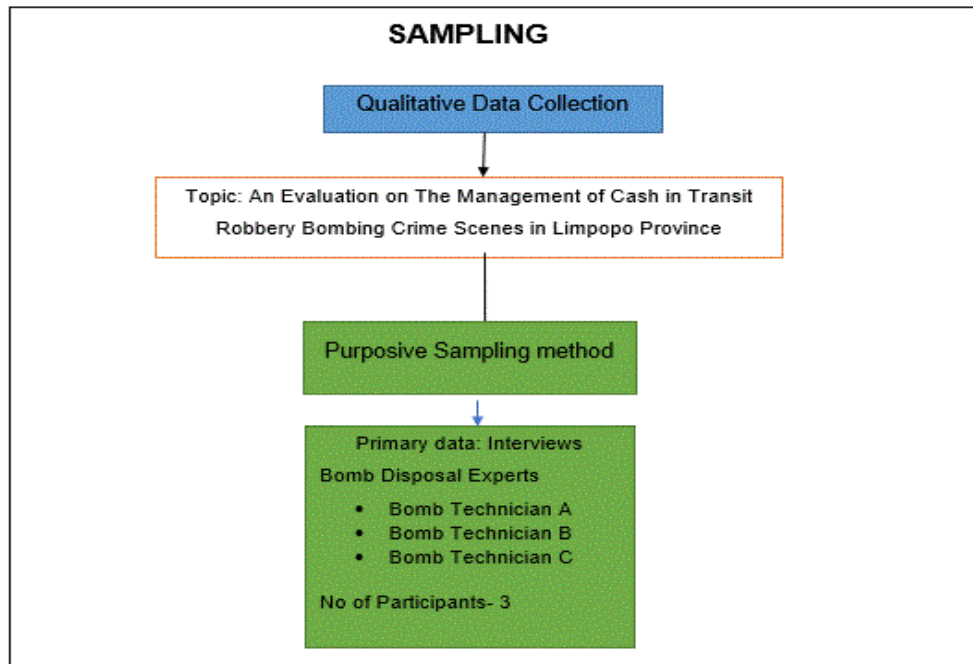 SAMPLING
Qualitative Data Collection
Topic: An Evaluation on The Management of Cash in Transit
Robbery Bombing Crime Scenes in Limpopo Province
Purposive Sampling method
Primary data: Interviews
Bomb Disposal Experts
• Bomb Technician A
• Bomb Technician B
• Bomb Technician C
No of Participants- 3